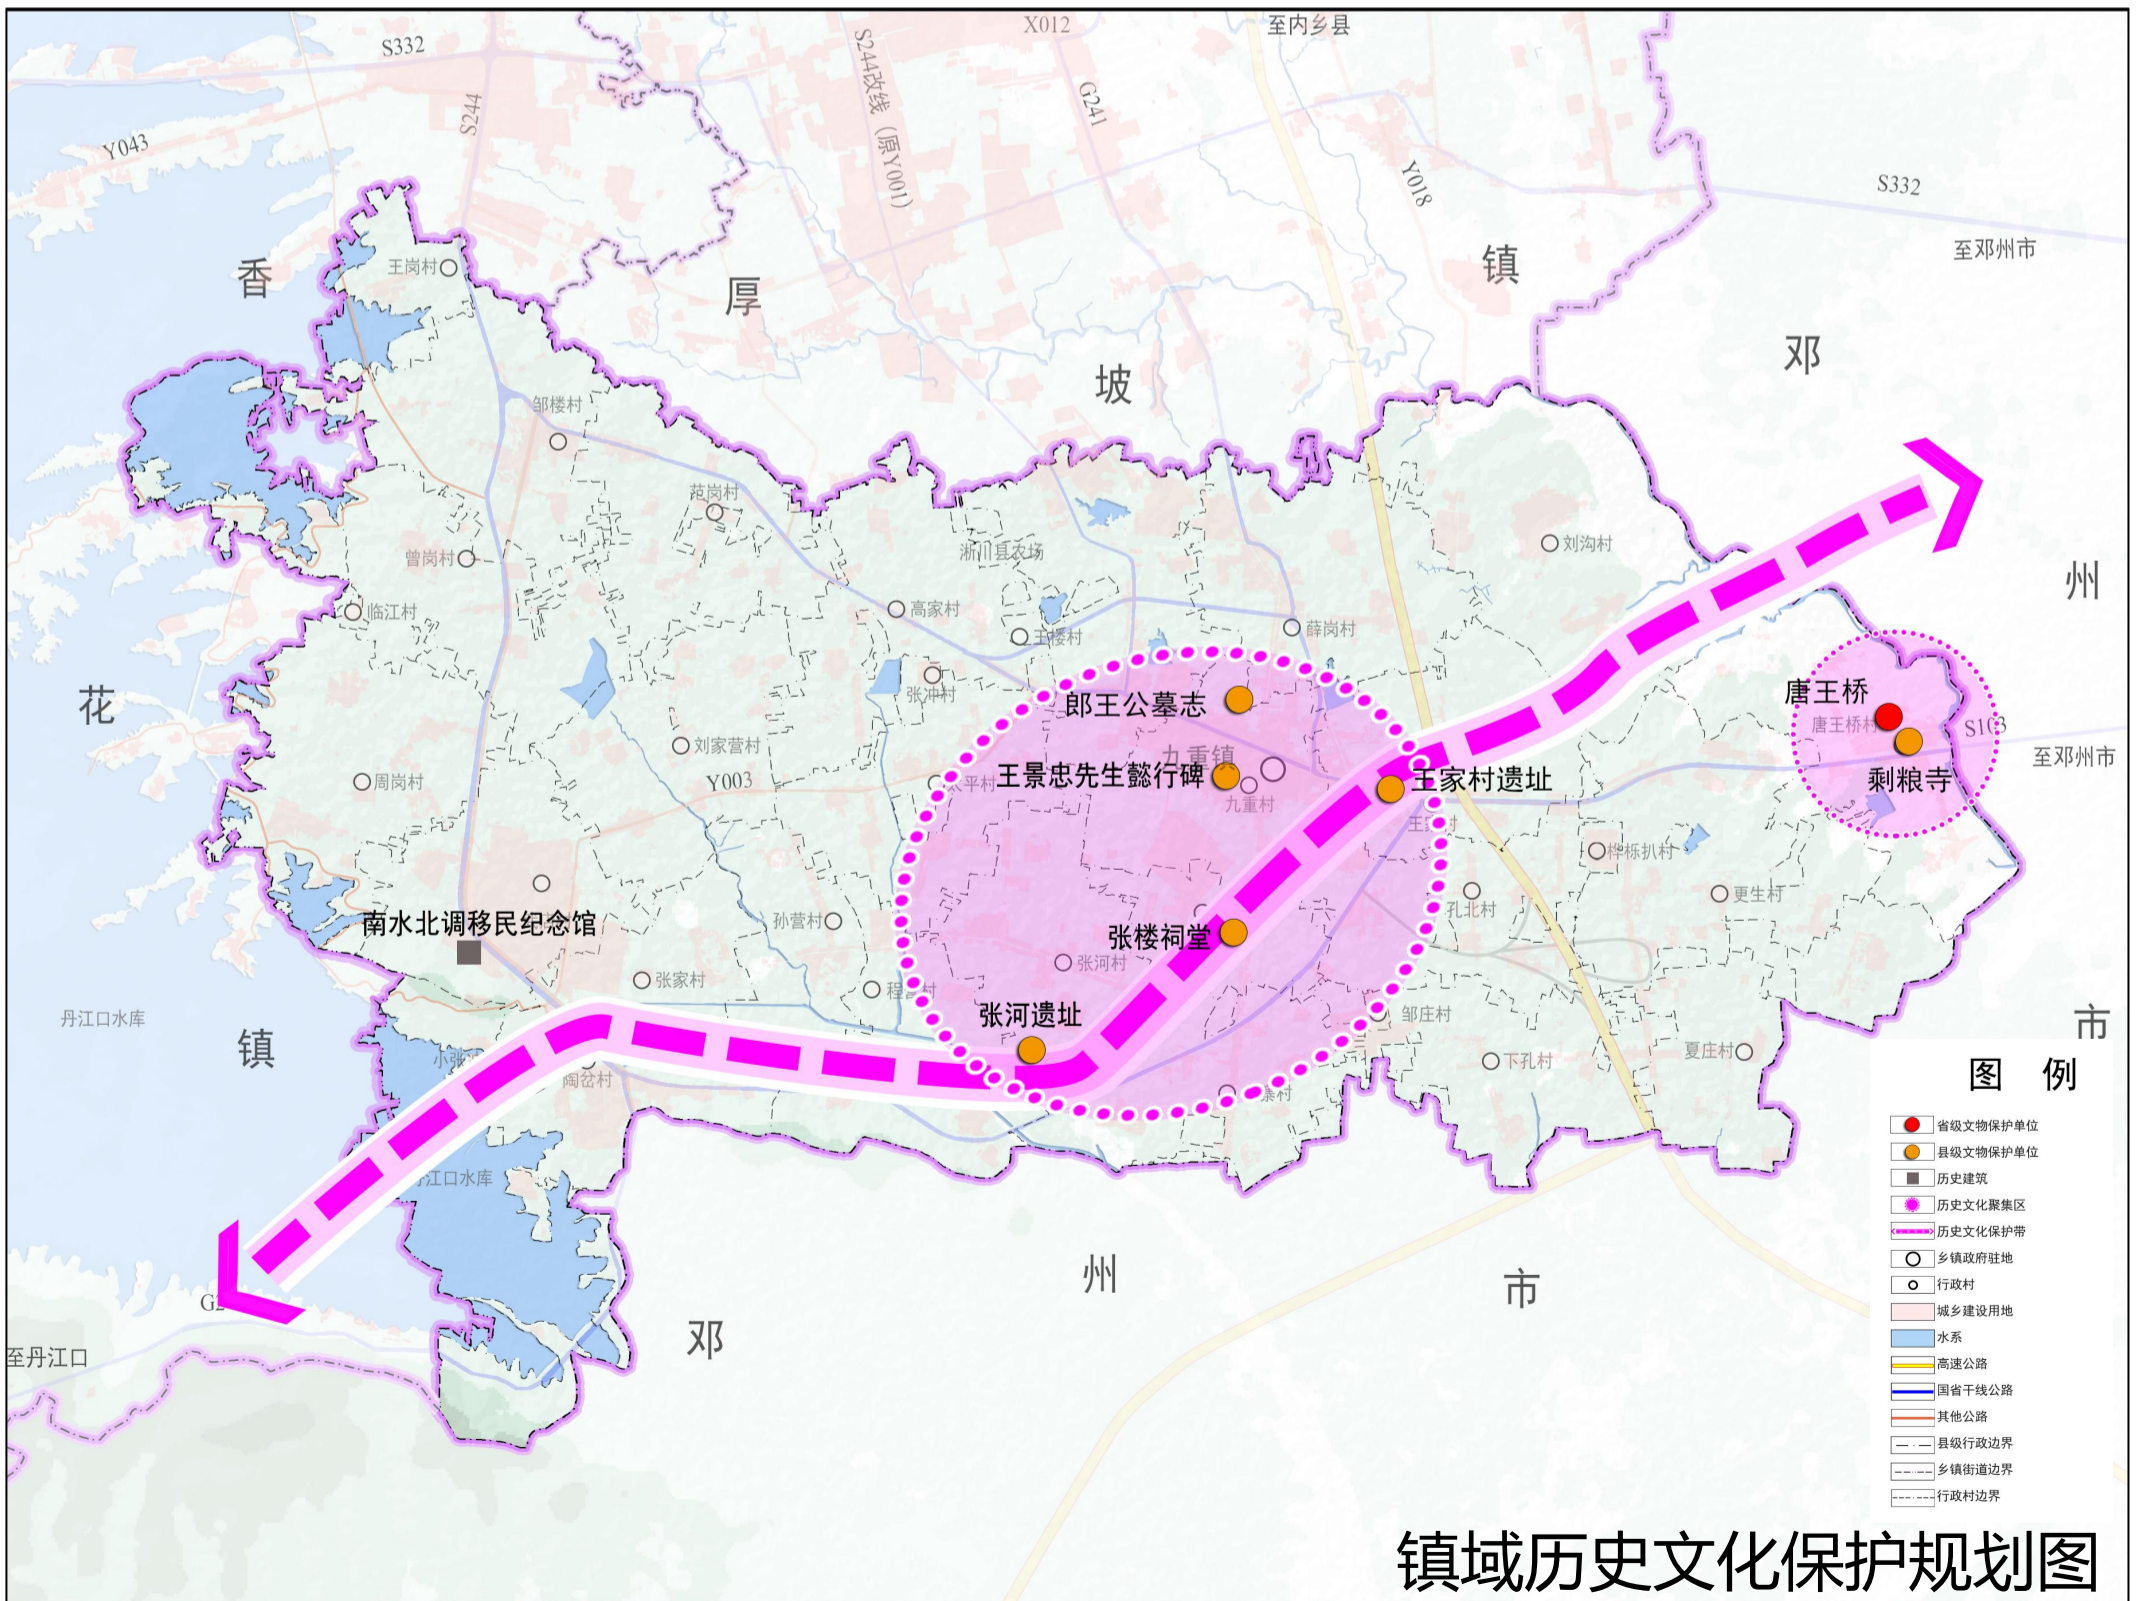 X012
至内乡县
S332
S244
S244改线（原Y001）
G241
Y043
Y018
S332
至邓州市
香
王岗村
厚
镇
坡
邓
邹楼村
范岗村
曾岗村
淅川县农场
刘沟村
州
临江村
高家村
王楼村
薛岗村
张冲村
花
郎王公墓志
唐王桥
唐王桥村
S103
至邓州市
刘家营村
九重镇
周岗村
Y003
太平村
王景忠先生懿行碑
九重村
王家村遗址
剩粮寺
桦栎扒村
更生村
孔北村
南水北调移民纪念馆
孙营村
张楼祠堂
张河村
张家村
丹江口水库
张河遗址
邹庄村
市
镇
陶岔村
下孔村
夏庄村
丹江口水库
州
市
邓
至丹江口
图 例
省级文物保护单位
县级文物保护单位
历史建筑
历史文化聚集区
历史文化保护带
乡镇政府驻地
行政村
城乡建设用地
水系
高速公路
国省干线公路
其他公路
县级行政边界
乡镇街道边界
行政村边界
镇域历史文化保护规划图